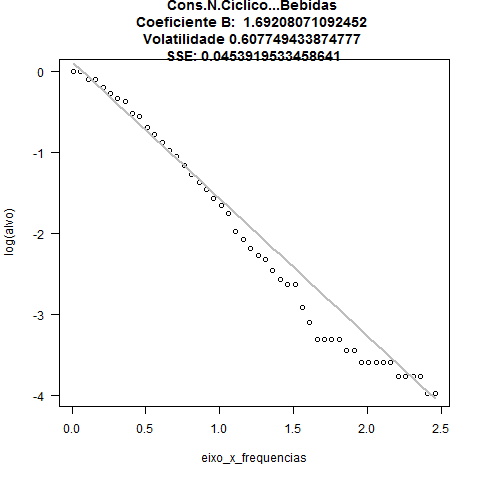 Cons.N.Ciclico...Bebidas
Coeficiente B:  1.69208071092452
Volatilidade 0.607749433874777
SSE: 0.0453919533458641
0
-1
-2
-3
-4
log(alvo)
0.0 0.5 1.0 1.5 2.0 2.5
eixo_x_frequencias